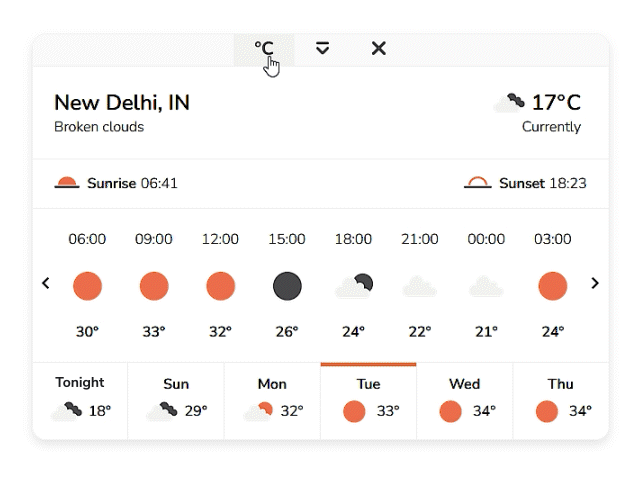 °C
New Delhi, IN
17°C
Broken clouds
Currently
Sunrise 06:41
Sunset 18:23
06:00 09:00 12:00 15:00 18:00 21:00 00:00 03:00
30° 33° 32° 26° 24° 22° 21° 24°
Tonight Sun Mon Tue Wed Thu
18° 29° 32° 33° 34° 34°